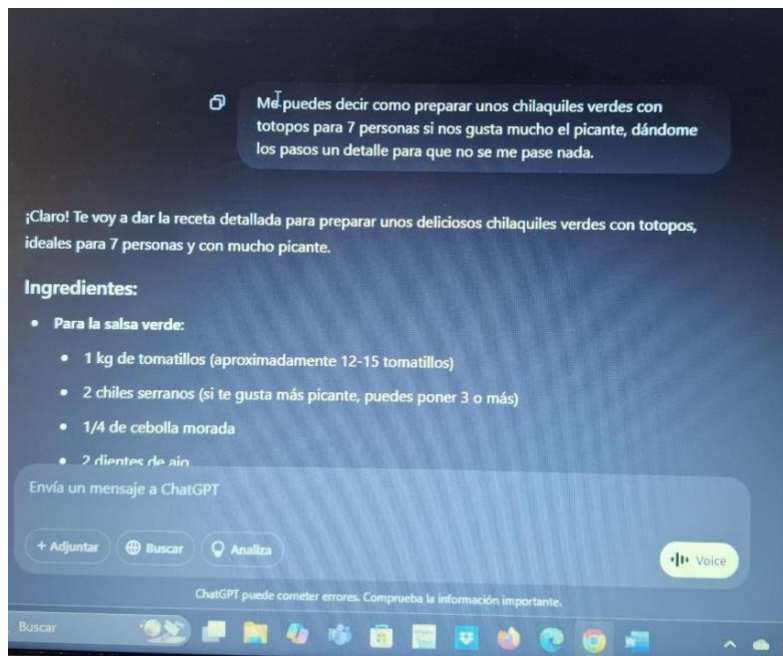 Me puedes decir como preparar unos chilaquiles verdes con
totopos para 7 personas si nos gusta mucho el picante, dándome
los pasos un detalle para que no se me pase nada.
¡Claro! Te voy a dar la receta detallada para preparar unos deliciosos chilaquiles verdes con totopos,
ideales para 7 personas y con mucho picante.
Ingredientes:
• Para la salsa verde:
• 1 kg de tomatillos (aproximadamente 12-15 tomatillos)
• 2 chiles serranos (si te gusta más picante, puedes poner 3 o más)
• 1/4 de cebolla morada
• 2 dientes de ajo
Envía un mensaje a ChatGPT
+ Adjuntar Buscar Analiza
Voice
ChatGPT puede cometer errores. Comprueba la información importante.
Buscar